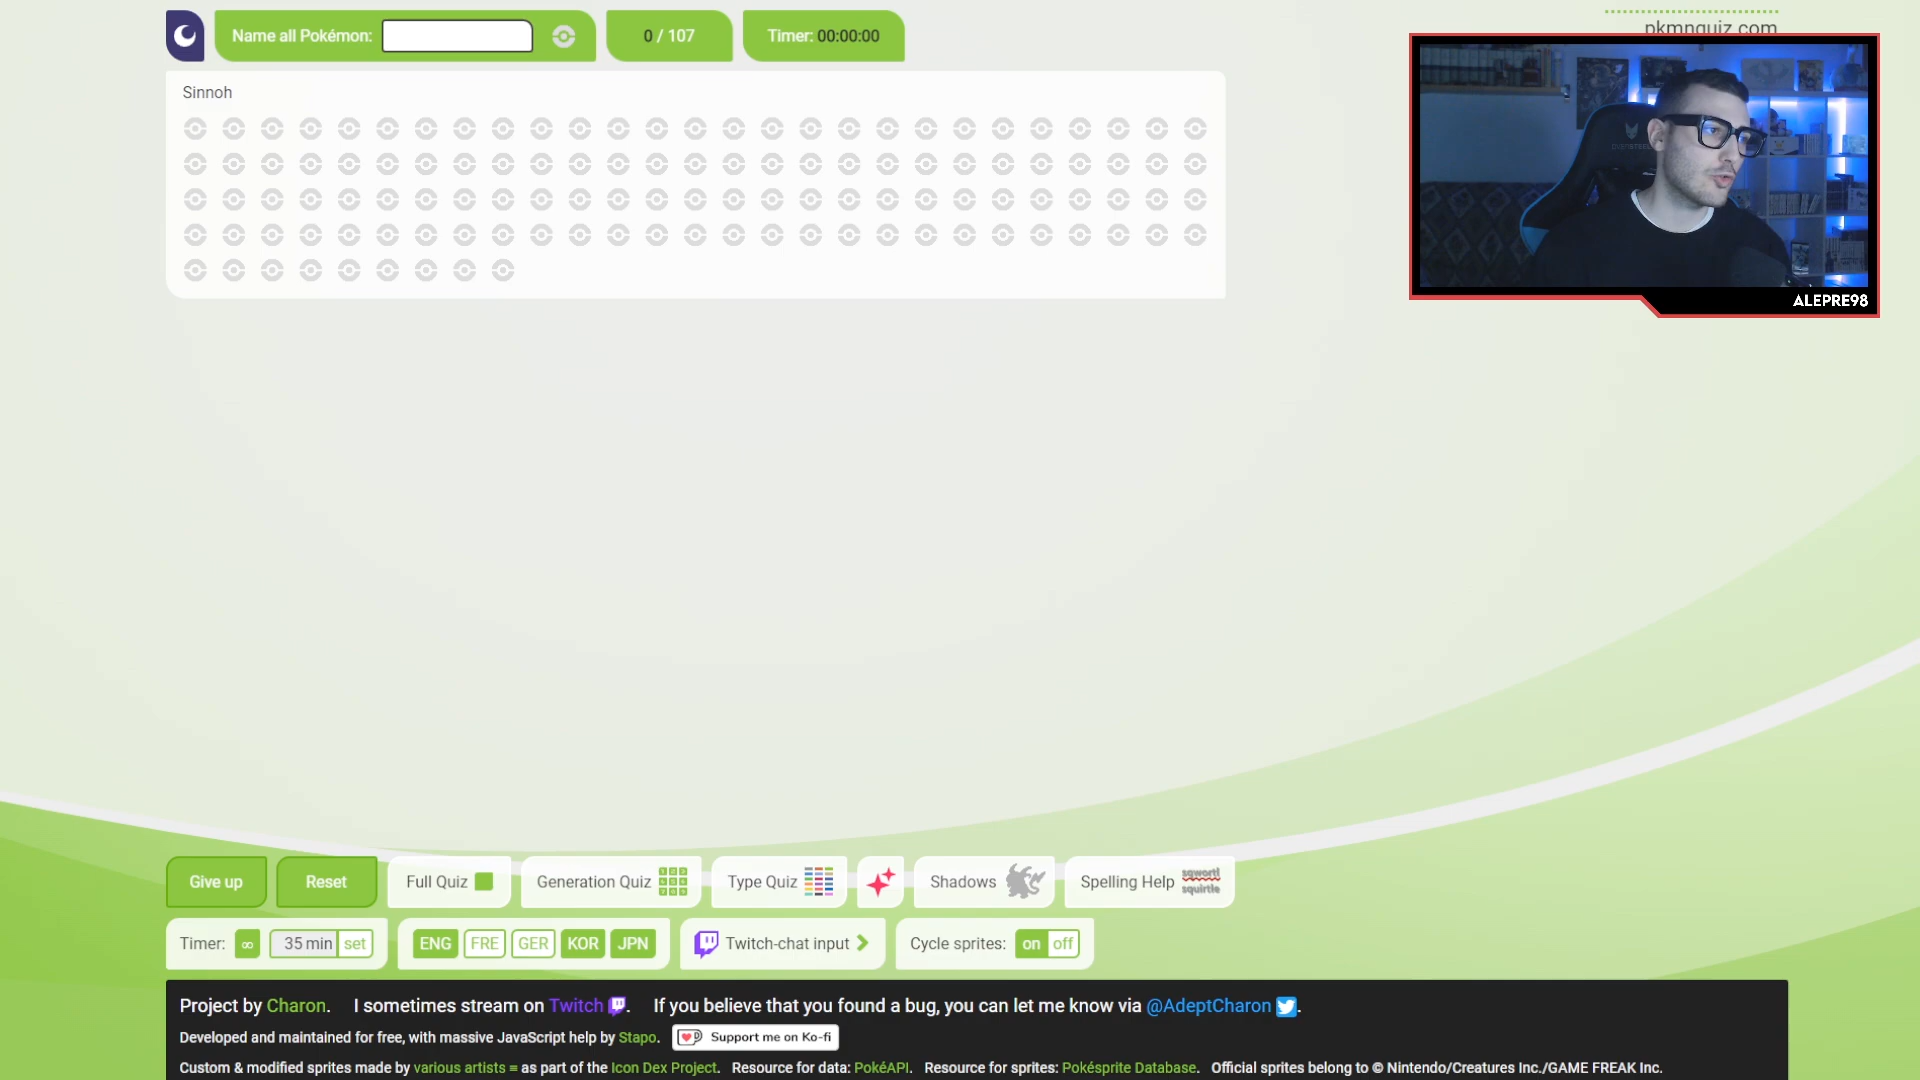 pkmnquiz.com
Name all Pokémon:
0 / 107
Timer: 00:00:00
Sinnoh
ALEPRE98
Give up
Reset
Full Quiz
Generation Quiz
Type Quiz
Shadows
Spelling Help
sqwortl
squirtle
Timer: ∞ 35 min set
ENG FRE GER KOR JPN
Twitch-chat input
Cycle sprites: on off
Project by Charon. I sometimes stream on Twitch. If you believe that you found a bug, you can let me know via @AdeptCharon.
Developed and maintained for free, with massive JavaScript help by Stapo. Support me on Ko-fi
Custom & modified sprites made by various artists = as part of the Icon Dex Project. Resource for data: PokéAPI. Resource for sprites: Pokésprite Database. Official sprites belong to © Nintendo/Creatures Inc./GAME FREAK Inc.